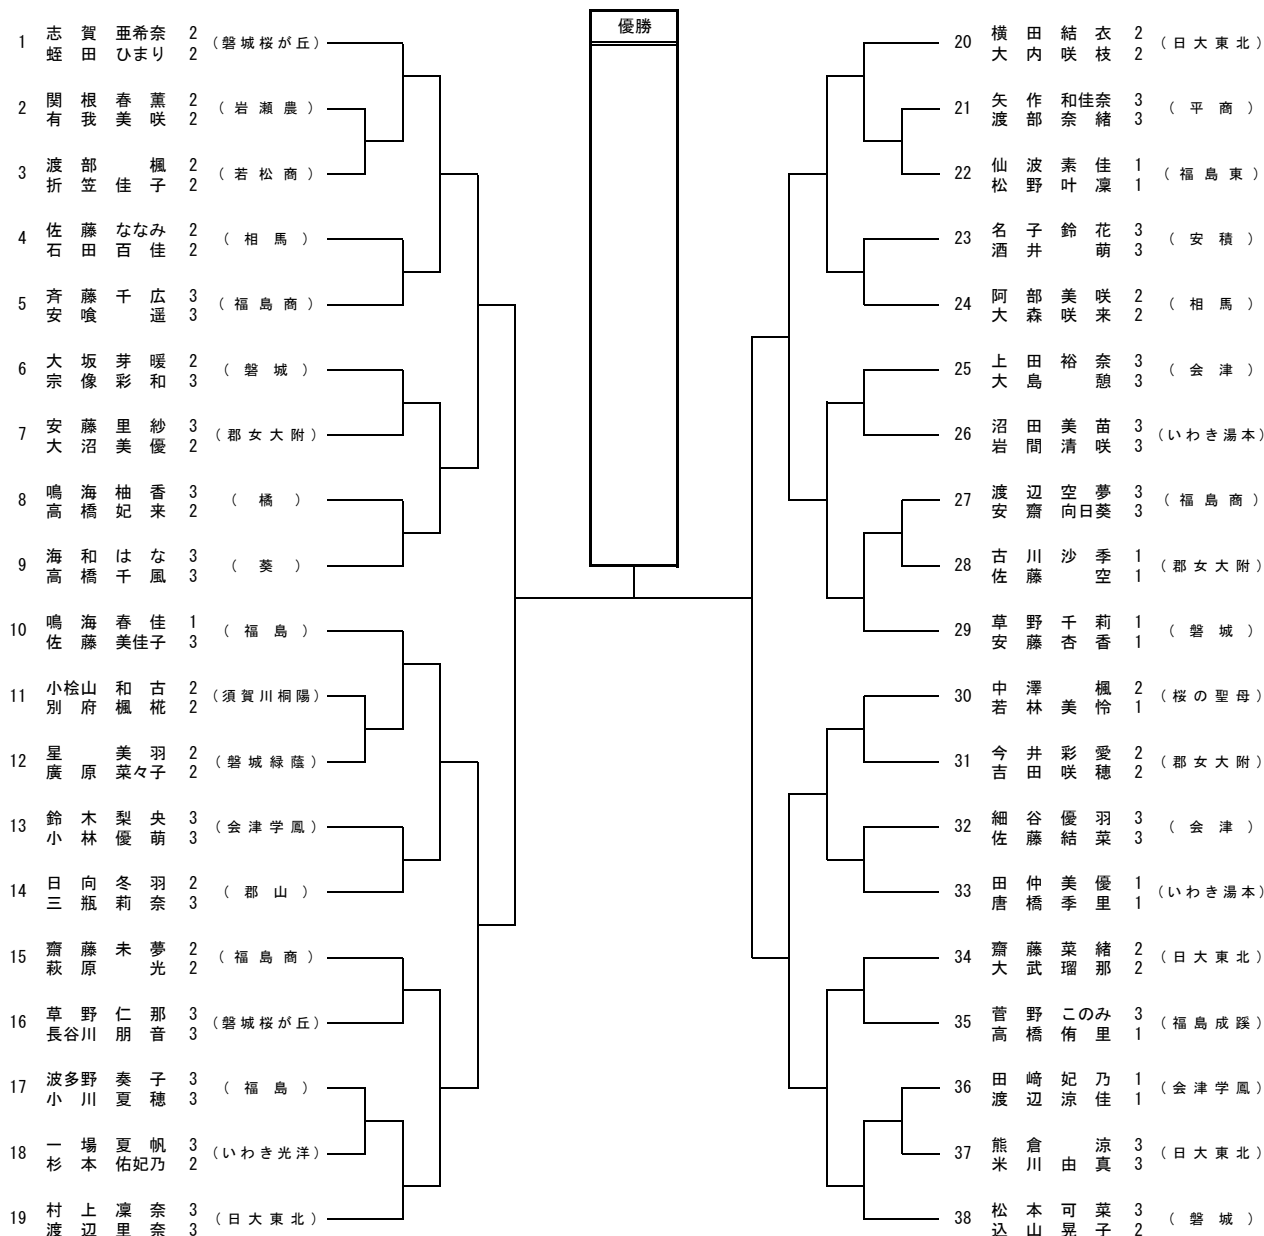 優勝
1 志賀 亜希奈 2 (磐城桜が丘)
蛭田 ひまり 2
2 関根 春薫 2 (岩瀬農)
有我 美咲 2
3 渡部 楓 2 (若松商)
折笠 佳子 2
4 佐藤 ななみ 2 (相馬)
石田 百佳 2
5 斉藤 千広 3 (福島商)
安喰 遥 3
6 大坂 芽暖 2 (磐城)
宗像 彩和 3
7 安藤 里紗 3 (郡女大附)
大沼 美優 2
8 鳴海 柚香 3 (橘)
高橋 妃来 2
9 海和 はな 3 (葵)
高橋 千風 3
10 鳴海 春佳 1 (福島)
佐藤 美佳子 3
11 小桧山 和古 2 (須賀川桐陽)
別府 楓椛 2
12 星 美羽 2 (磐城緑蔭)
廣原 菜々子 2
13 鈴木 梨央 3 (会津学鳳)
小林 優萌 3
14 日向 冬羽 2 (郡山)
三瓶 莉奈 3
15 齋藤 未夢 2 (福島商)
萩原 光 2
16 草野 仁那 3 (磐城桜が丘)
長谷川 朋音 3
17 波多野 奏子 3 (福島)
小川 夏穂 3
18 一場 夏帆 3 (いわき光洋)
杉本 佑妃乃 2
19 村上 凜奈 3 (日大東北)
渡辺 里奈 3
20 横田 結衣 2 (日大東北)
大内 咲枝 2
21 矢作 和佳奈 3 (平商)
渡部 奈緒 3
22 仙波 素佳 1 (福島東)
松野 叶凜 1
23 名子 鈴花 3 (安積)
酒井 萌 3
24 阿部 美咲 2 (相馬)
大森 咲来 2
25 上田 裕奈 3 (会津)
大島 憩 3
26 沼田 美苗 3 (いわき湯本)
岩間 清咲 3
27 渡辺 空夢 3 (福島商)
安齋 向日葵 3
28 古川 沙季 1 (郡女大附)
佐藤 空 1
29 草野 千莉 1 (磐城)
安藤 杏香 1
30 中澤 楓 2 (桜の聖母)
若林 美怜 1
31 今井 彩愛 2 (郡女大附)
吉田 咲穂 2
32 細谷 優羽 3 (会津)
佐藤 結菜 3
33 田仲 美優 1 (いわき湯本)
唐橋 季里 1
34 齋藤 菜緒 2 (日大東北)
大武 瑠那 2
35 菅野 このみ 3 (福島成蹊)
高橋 侑里 1
36 田﨑 妃乃 1 (会津学鳳)
渡辺 涼佳 1
37 熊倉 涼 3 (日大東北)
米川 由真 3
38 松本 可菜 3 (磐城)
込山 晃子 2